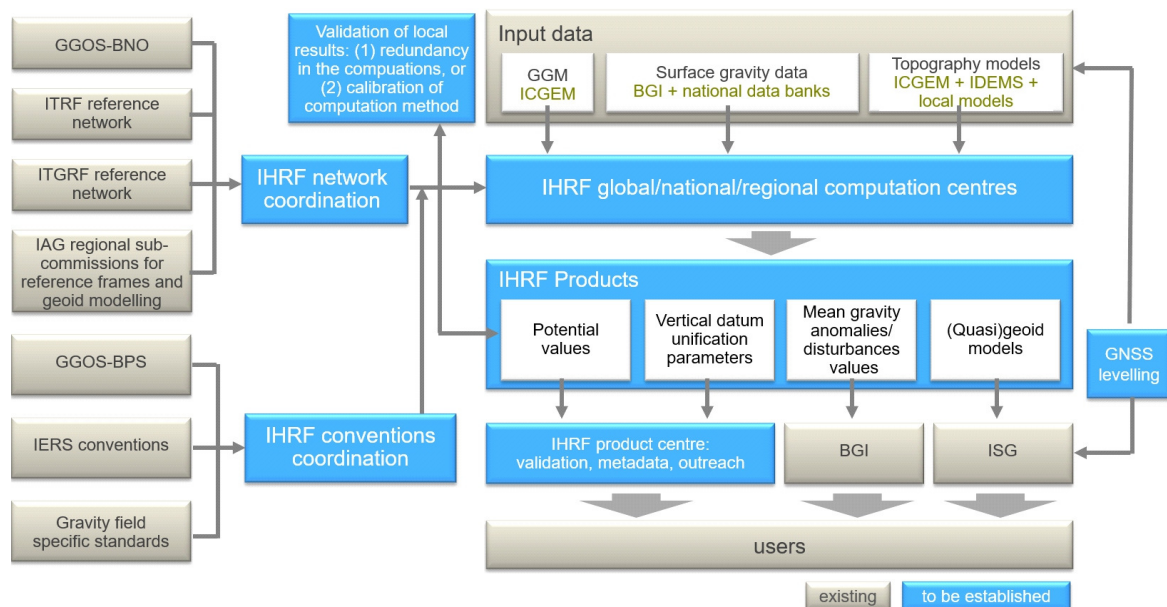 GGOS-BNO
ITRF reference
network
ITGRF reference
network
IAG regional sub-
commissions for
reference frames and
geoid modelling
GGOS-BPS
IERS conventions
Gravity field
specific standards
IHRF network
coordination
IHRF conventions
coordination
Validation of local
results: (1) redundancy
in the compuations, or
(2) calibration of
computation method
Input data
GGM
ICGEM
Surface gravity data
BGI + national data banks
Topography models
ICGEM + IDEMS +
local models
IHRF global/national/regional computation centres
IHRF Products
Potential
values
Vertical datum
unification
parameters
Mean gravity
anomalies/
disturbances
values
(Quasi)geoid
models
GNSS
levelling
IHRF product centre:
validation, metadata, outreach
BGI
ISG
users
existing
to be established